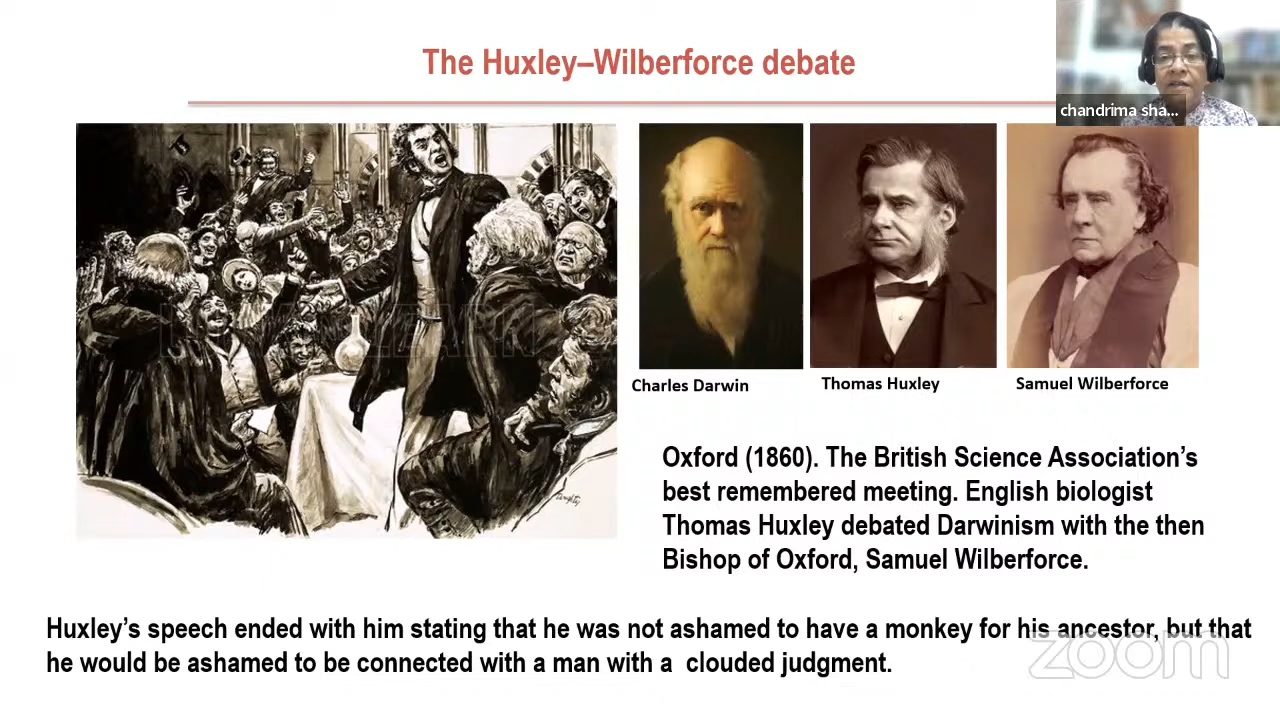 The Huxley–Wilberforce debate
chandrima sha...
Charles Darwin
Thomas Huxley
Samuel Wilberforce
Oxford (1860). The British Science Association’s
best remembered meeting. English biologist
Thomas Huxley debated Darwinism with the then
Bishop of Oxford, Samuel Wilberforce.
Huxley’s speech ended with him stating that he was not ashamed to have a monkey for his ancestor, but that
he would be ashamed to be connected with a man with a  clouded judgment.
zoom